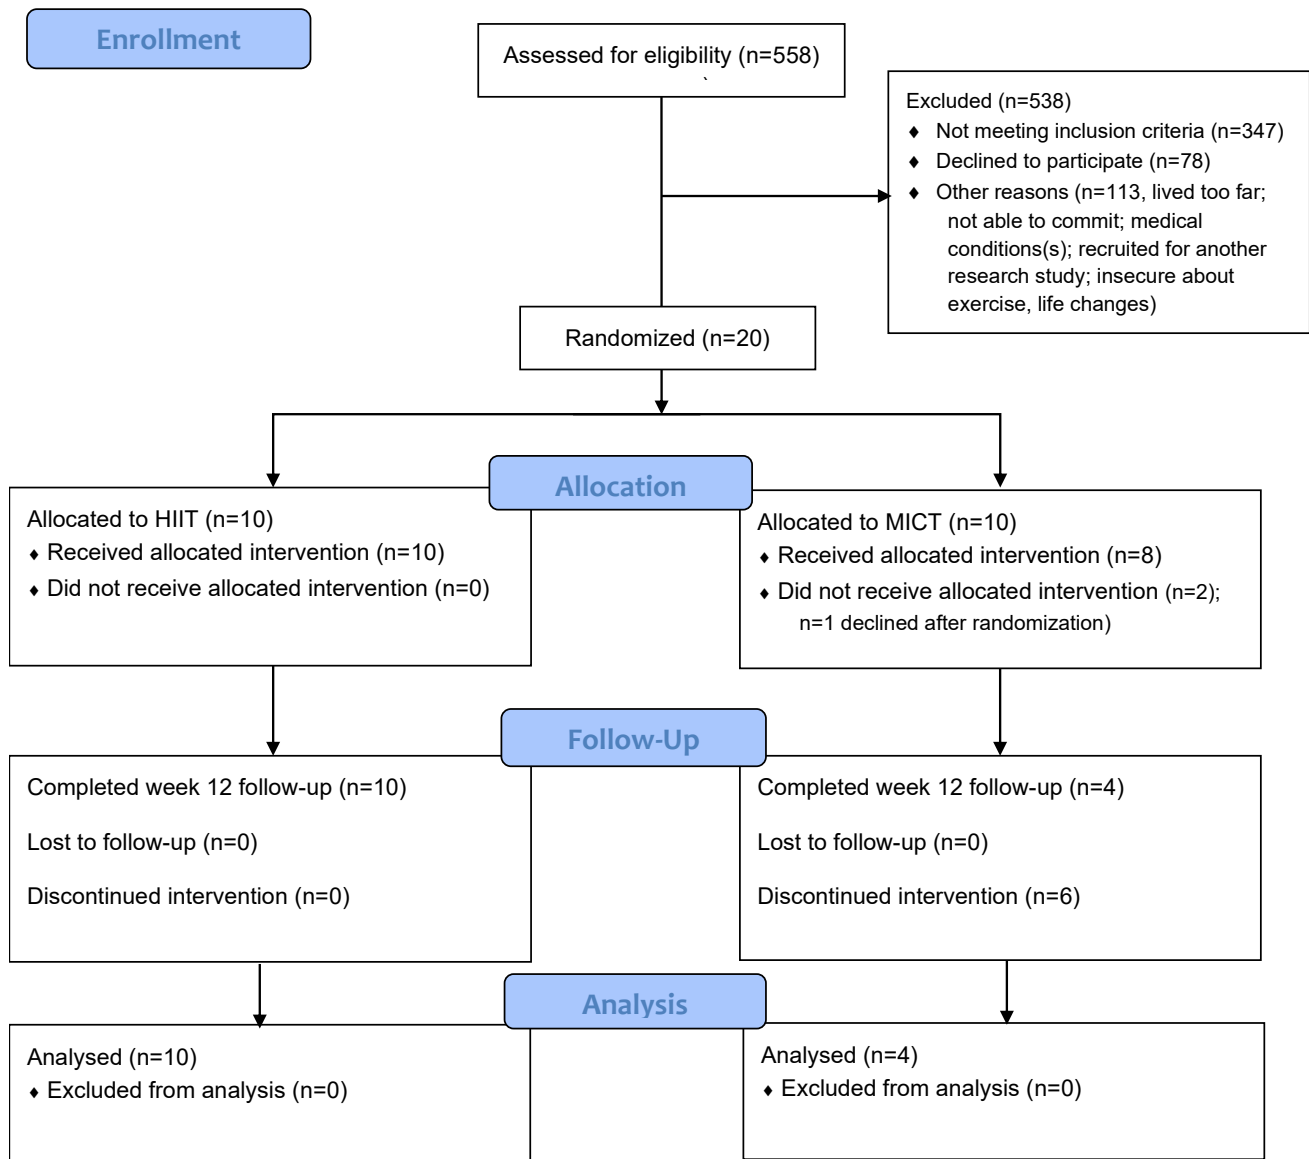 Enrollment
Assessed for eligibility (n=558)
Excluded (n=538)
♦ Not meeting inclusion criteria (n=347)
♦ Declined to participate (n=78)
♦ Other reasons (n=113, lived too far;
not able to commit; medical
conditions(s); recruited for another
research study; insecure about
exercise, life changes)
Randomized (n=20)
Allocation
Allocated to HIIT (n=10)
♦ Received allocated intervention (n=10)
♦ Did not receive allocated intervention (n=0)
Allocated to MICT (n=10)
♦ Received allocated intervention (n=8)
♦ Did not receive allocated intervention (n=2);
n=1 declined after randomization)
Follow-Up
Completed week 12 follow-up (n=10)
Lost to follow-up (n=0)
Discontinued intervention (n=0)
Completed week 12 follow-up (n=4)
Lost to follow-up (n=0)
Discontinued intervention (n=6)
Analysis
Analysed (n=10)
♦ Excluded from analysis (n=0)
Analysed (n=4)
♦ Excluded from analysis (n=0)